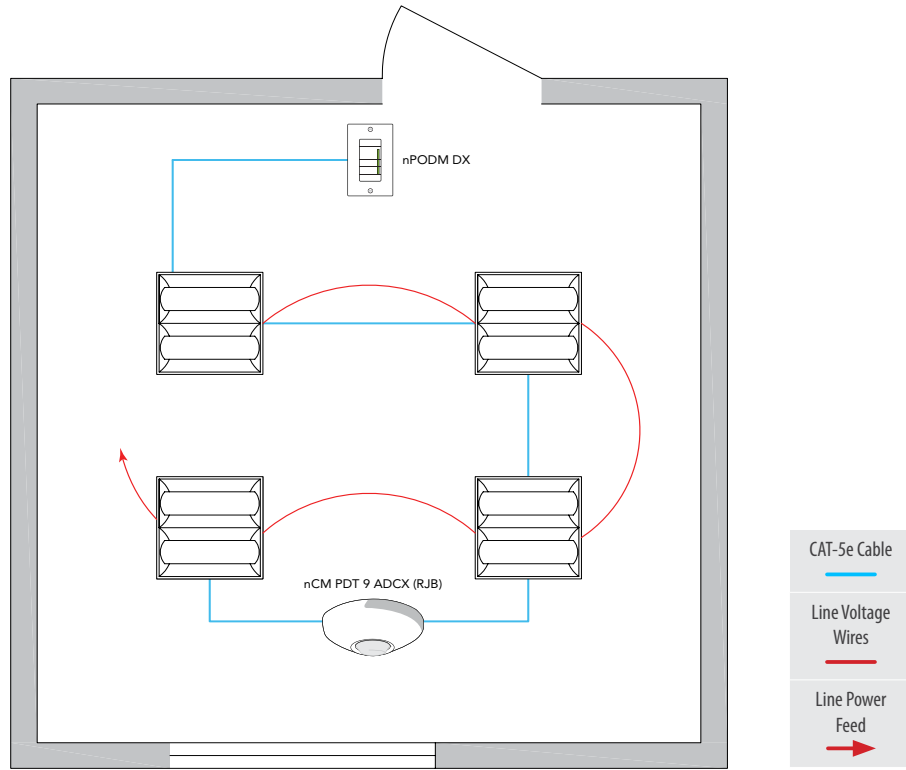 nPODM DX
nCM PDT 9 ADCX (RJB)
CAT-5e Cable
Line Voltage
Wires
Line Power
Feed